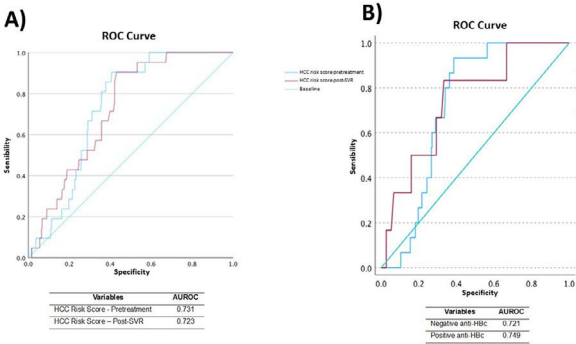 A)
ROC Curve
1.0
0.8
0.6
0.4
0.2
0.0
Sensibility
0.0 0.2 0.4 0.6 0.8 1.0
Specificity
Variables AUROC
HCC Risk Score - Pretreatment 0.731
HCC Risk Score – Post-SVR 0.723
HCC risk score-pretreatment
HCC risk score-post-SVR
Baseline
B)
ROC Curve
1.0
0.8
0.6
0.4
0.2
0.0
Sensibility
0.0 0.2 0.4 0.6 0.8 1.0
Specificity
Variables AUROC
Negative anti-HBc 0.721
Positive anti-HBc 0.749